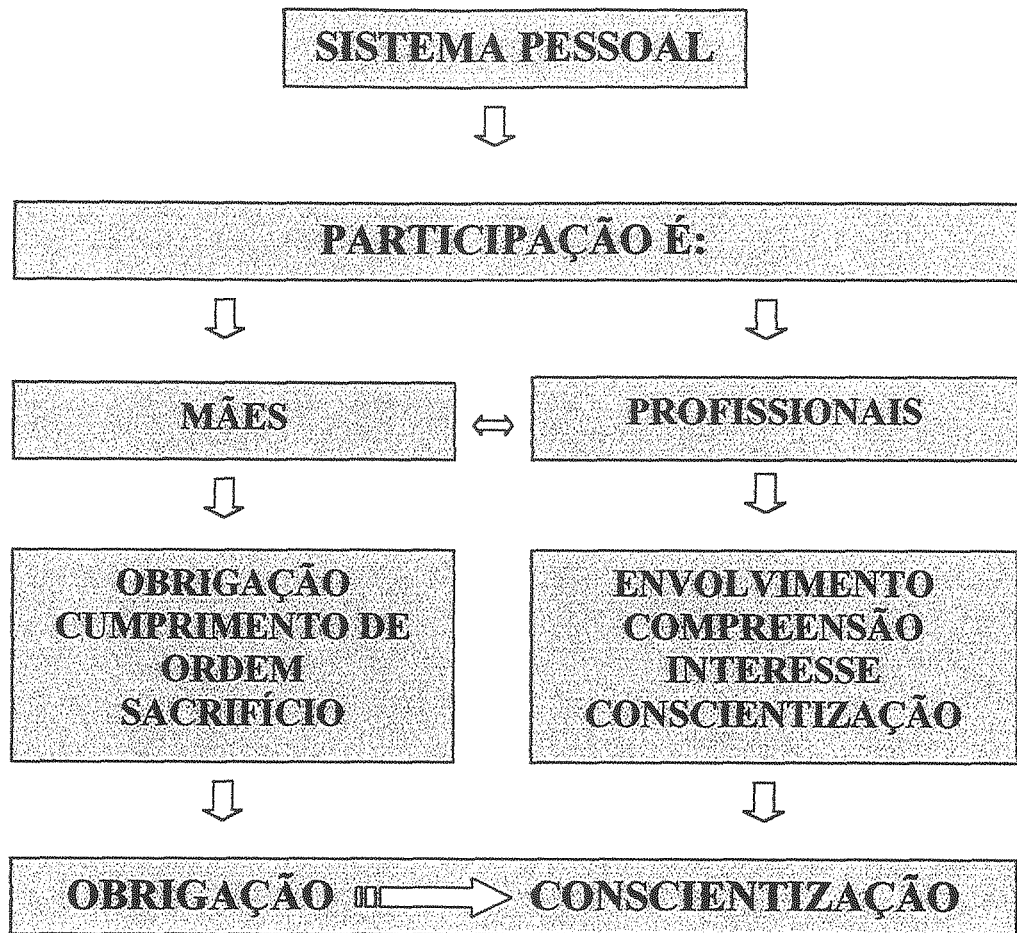 SISTEMA PESSOAL
PARTICIPAÇÃO É:
MÃES
PROFISSIONAIS
OBRIGAÇÃO
CUMPRIMENTO DE
ORDEM
SACRIFÍCIO
ENVOLVIMENTO
COMPREENSÃO
INTERESSE
CONSCIENTIZAÇÃO
OBRIGAÇÃO CONSCIENTIZAÇÃO